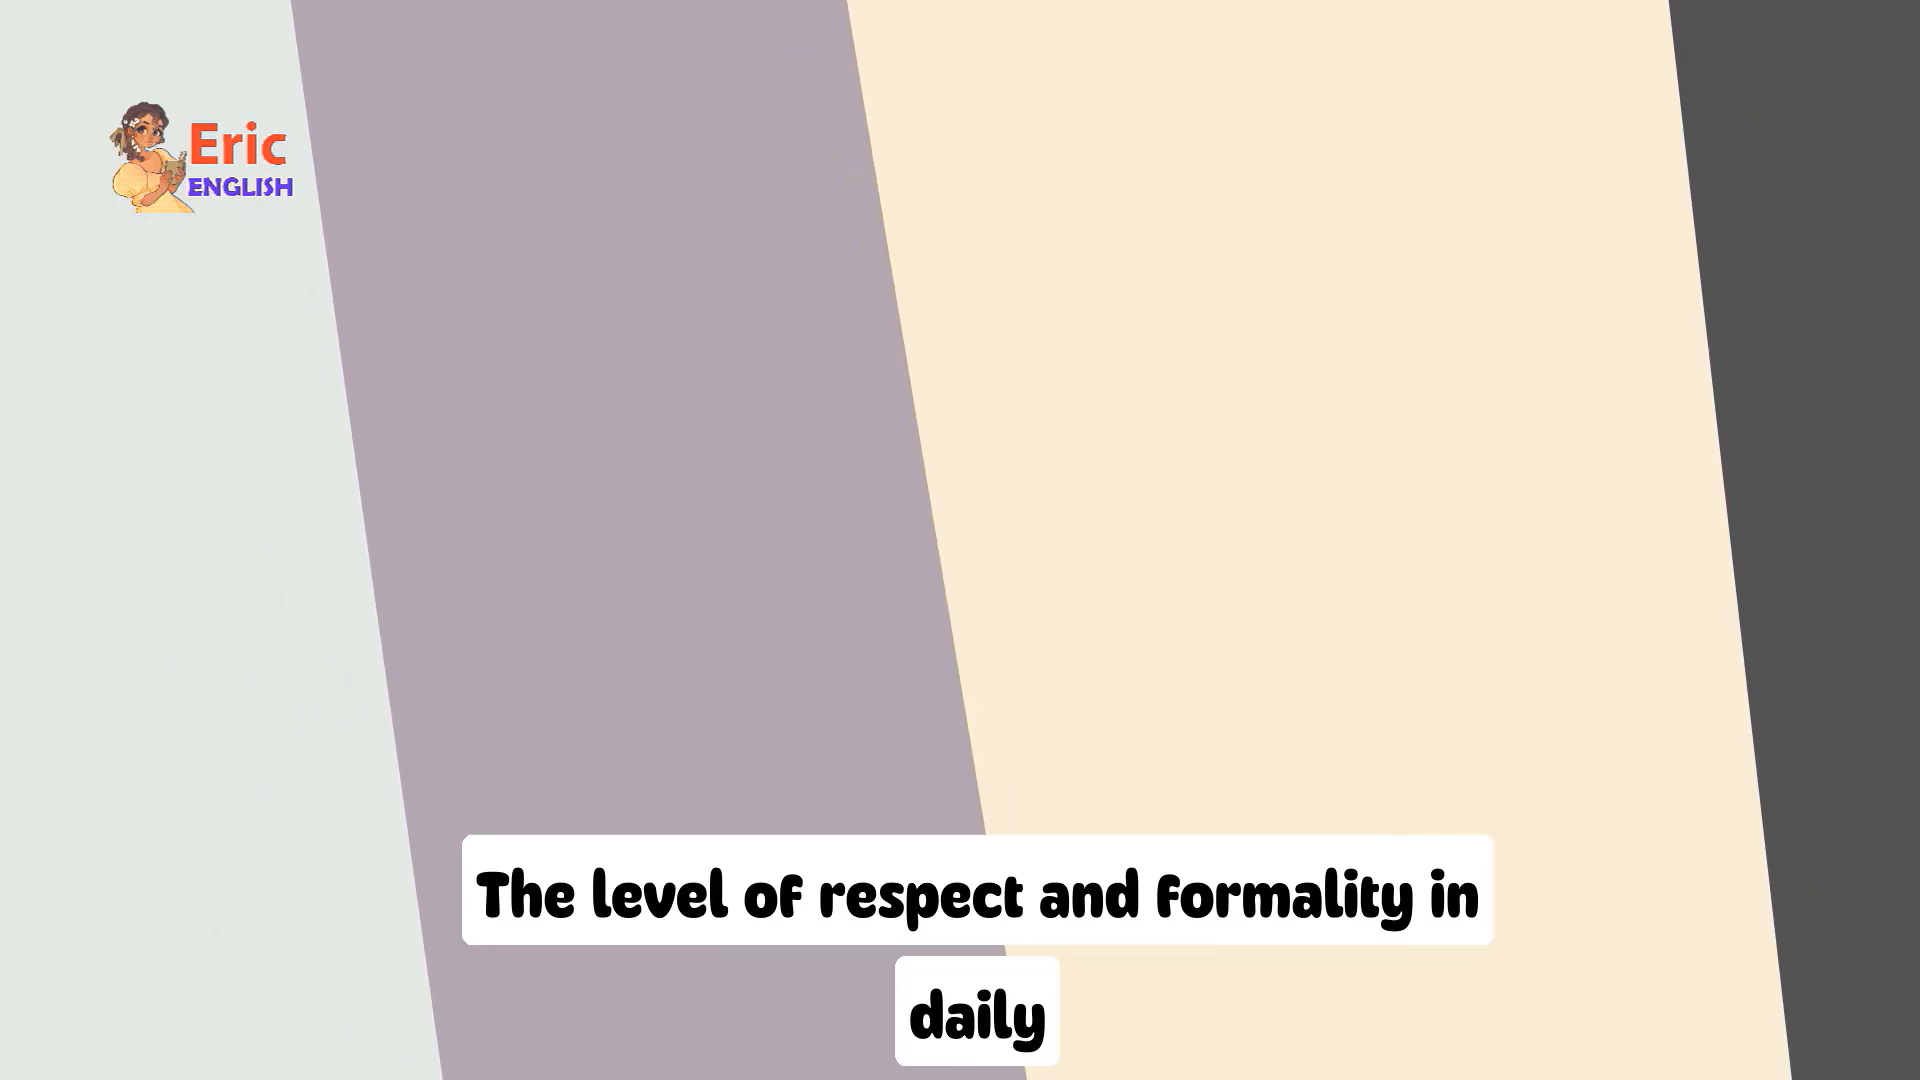 Eric
ENGLISH
The level of respect and formality in
daily